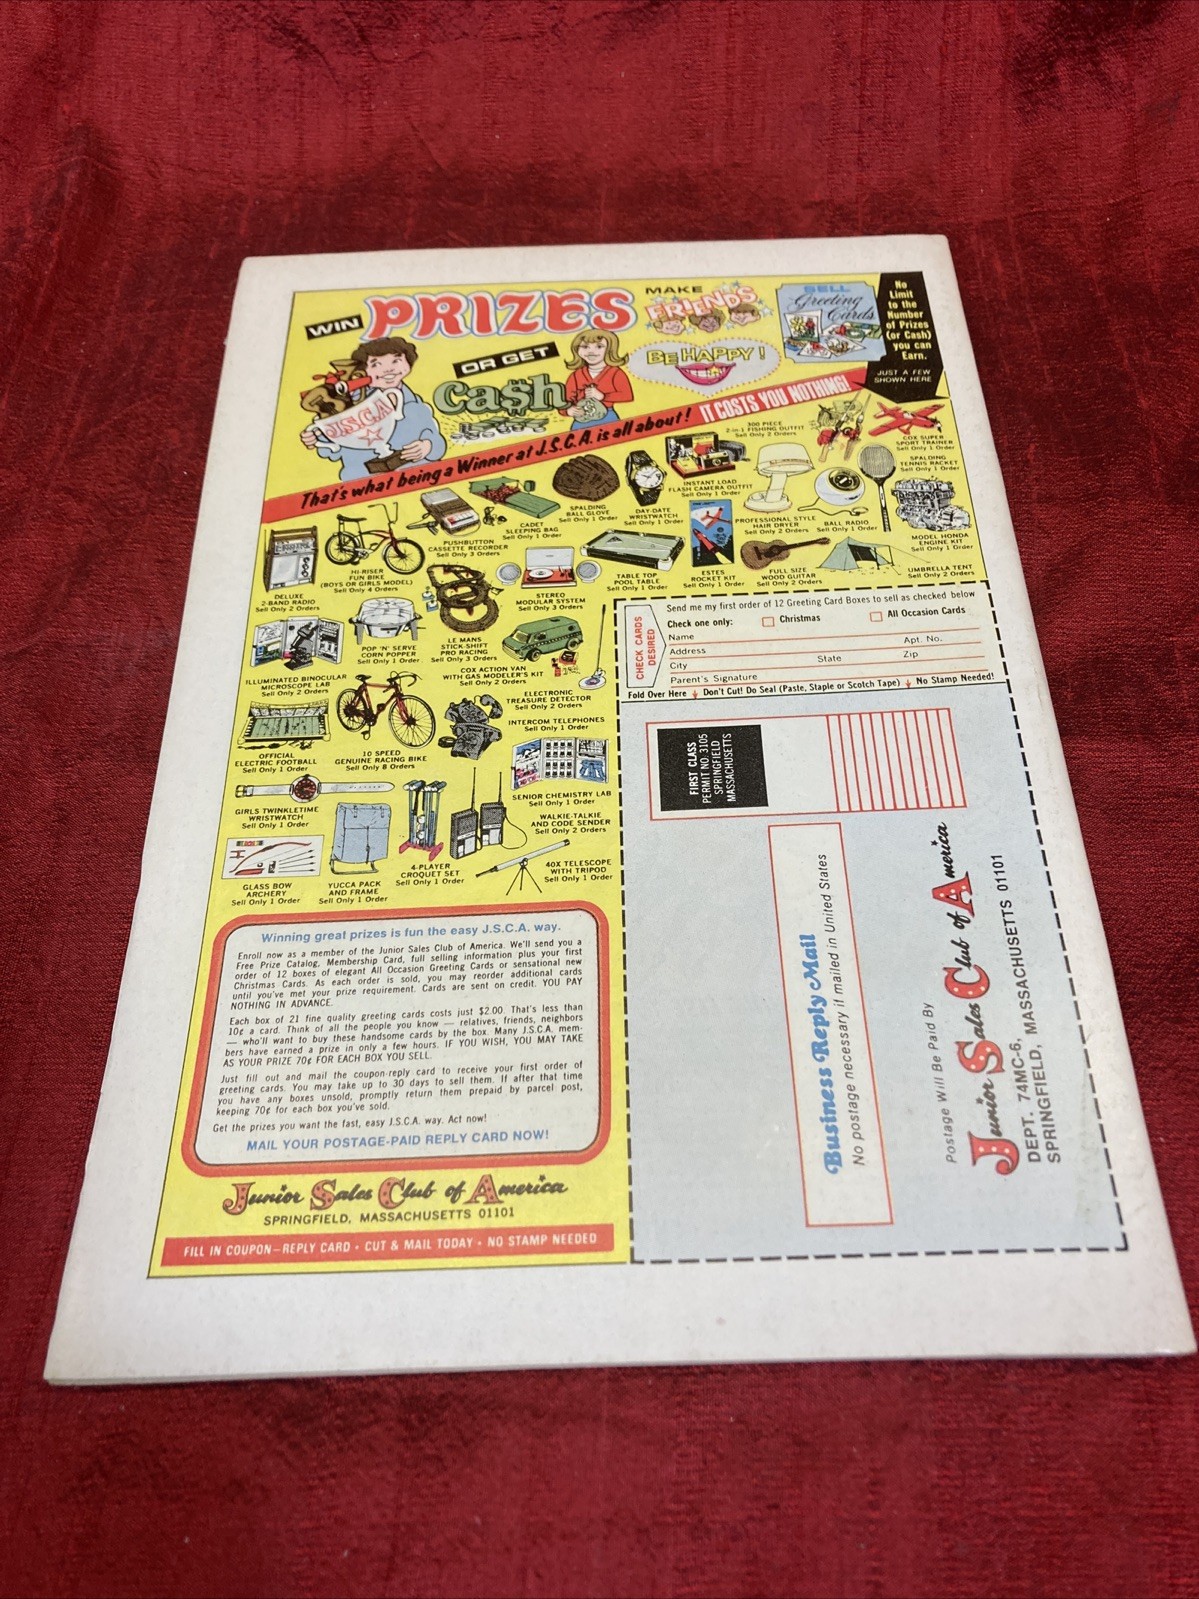 WIN PRIZES
OR GET
Ca$h
MAKE
FRIENDS
BE HAPPY!
SELL
Greeting
Cards
No
Limit
to the
Number
of Prizes
(or Cash)
you can
Earn.
JUST A FEW
SHOWN HERE
J.S.C.A.
That's what being a Winner at J.S.C.A. is all about! IT COSTS YOU NOTHING!
300 PIECE
2-in-1 FISHING OUTFIT
Sell Only 2 Orders
COX SUPER
SPORT TRAINER
Sell Only 1 Order
SPALDING
TENNIS RACKET
Sell Only 1 Order
INSTANT LOAD
FLASH CAMERA OUTFIT
Sell Only 1 Order
DAY-DATE
WRISTWATCH
Sell Only 1 Order
SPALDING
BALL GLOVE
Sell Only 1 Order
CADET
SLEEPING BAG
Sell Only 1 Order
PUSHBUTTON
CASSETTE RECORDER
Sell Only 3 Orders
PROFESSIONAL STYLE
HAIR DRYER
Sell Only 2 Orders
BALL RADIO
Sell Only 1 Order
MODEL HONDA
ENGINE KIT
Sell Only 1 Order
HI-RISER
FUN BIKE
(BOYS OR GIRLS MODEL)
Sell Only 4 Orders
DELUXE
2-BAND RADIO
Sell Only 2 Orders
STEREO
MODULAR SYSTEM
Sell Only 3 Orders
TABLE TOP
POOL TABLE
Sell Only 1 Order
ESTES
ROCKET KIT
Sell Only 1 Order
FULL SIZE
WOOD GUITAR
Sell Only 2 Orders
UMBRELLA TENT
Sell Only 2 Orders
POP 'N' SERVE
CORN POPPER
Sell Only 1 Order
LE MANS
STICK-SHIFT
PRO RACING
Sell Only 3 Orders
COX ACTION VAN
WITH GAS MODELER'S KIT
Sell Only 2 Orders
ILLUMINATED BINOCULAR
MICROSCOPE LAB
Sell Only 2 Orders
ELECTRONIC
TREASURE DETECTOR
Sell Only 2 Orders
INTERCOM TELEPHONES
Sell Only 1 Order
OFFICIAL
ELECTRIC FOOTBALL
Sell Only 1 Order
10 SPEED
GENUINE RACING BIKE
Sell Only 8 Orders
SENIOR CHEMISTRY LAB
Sell Only 1 Order
GIRLS TWINKLETIME
WRISTWATCH
Sell Only 1 Order
WALKIE-TALKIE
AND CODE SENDER
Sell Only 2 Orders
GLASS BOW
ARCHERY
Sell Only 1 Order
YUCCA PACK
AND FRAME
Sell Only 1 Order
4-PLAYER
CROQUET SET
Sell Only 1 Order
40X TELESCOPE
WITH TRIPOD
Sell Only 1 Order
Winning great prizes is fun the easy J.S.C.A. way.
Enroll now as a member of the Junior Sales Club of America. We'll send you a
Free Prize Catalog, Membership Card, full selling information plus your first
order of 12 boxes of elegant All Occasion Greeting Cards or sensational new
Christmas Cards. As each order is sold, you may reorder additional cards
until you've met your prize requirement. Cards are sent on credit. YOU PAY
NOTHING IN ADVANCE.
Each box of 21 fine quality greeting cards costs just $2.00. That's less than
10¢ a card. Think of all the people you know — relatives, friends, neighbors
— who'll want to buy these handsome cards by the box. Many J.S.C.A. mem-
bers have earned a prize in only a few hours. IF YOU WISH, YOU MAY TAKE
AS YOUR PRIZE 70¢ FOR EACH BOX YOU SELL.
Just fill out and mail the coupon-reply card to receive your first order of
greeting cards. You may take up to 30 days to sell them. If after that time
you have any boxes unsold, promptly return them prepaid by parcel post,
keeping 70¢ for each box you've sold.
Get the prizes you want the fast, easy J.S.C.A. way. Act now!
MAIL YOUR POSTAGE-PAID REPLY CARD NOW!
Junior Sales Club of America
SPRINGFIELD, MASSACHUSETTS 01101
FILL IN COUPON—REPLY CARD • CUT & MAIL TODAY • NO STAMP NEEDED
CHECK CARDS
DESIRED
Send me my first order of 12 Greeting Card Boxes to sell as checked below
Check one only: Christmas All Occasion Cards
Name
Address Apt. No.
City State Zip
Parent's Signature
Fold Over Here Don't Cut! Do Seal (Paste, Staple or Scotch Tape) No Stamp Needed!
FIRST CLASS
PERMIT NO. 3105
SPRINGFIELD
MASSACHUSETTS
Business Reply Mail
No postage necessary if mailed in United States
Postage Will Be Paid By
Junior Sales Club of America
DEPT. 74MC-6,
SPRINGFIELD, MASSACHUSETTS 01101